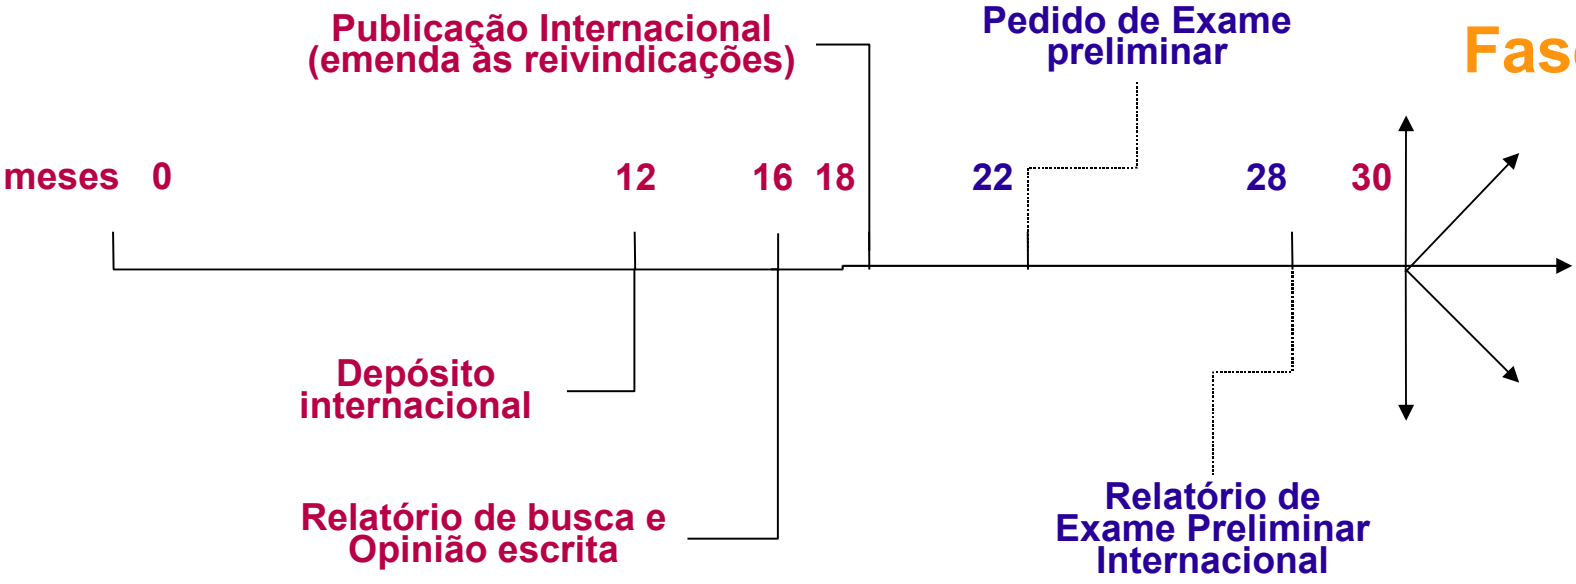 Publicação Internacional
(emenda às reivindicações)
Pedido de Exame
preliminar
meses 0 12 16 18 22 28 30
Depósito
internacional
Relatório de busca e
Opinião escrita
Relatório de
Exame Preliminar
Internacional